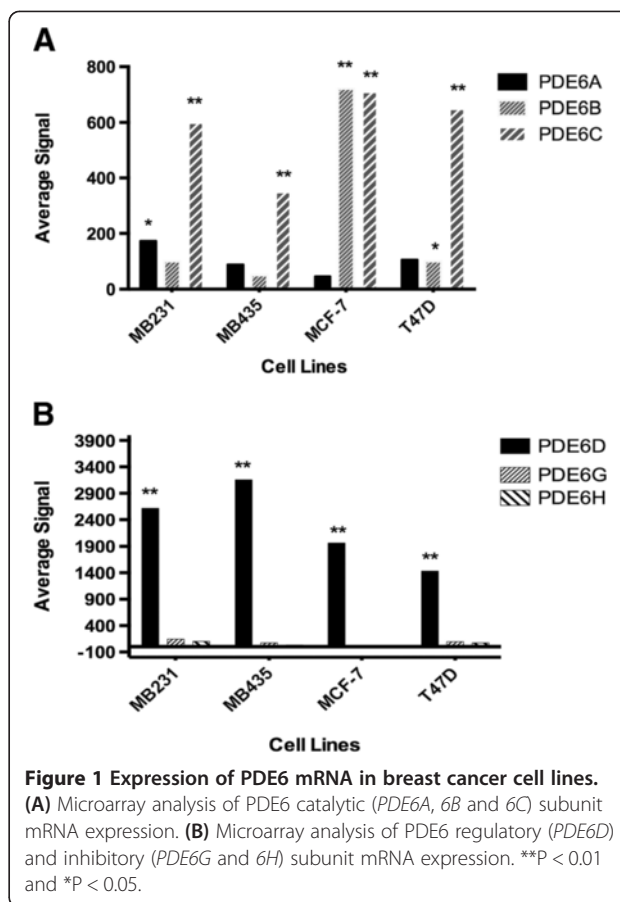 A
Average Signal
800
600
400
200
0
*
**
**
**
**
*
**
PDE6A
PDE6B
PDE6C
MB231
MB435
MCF-7
T47D
Cell Lines
B
Average Signal
3900
3400
2900
2400
1900
1400
900
400
-100
**
**
**
**
PDE6D
PDE6G
PDE6H
MB231
MB435
MCF-7
T47D
Cell Lines
Figure 1 Expression of PDE6 mRNA in breast cancer cell lines.
(A) Microarray analysis of PDE6 catalytic (PDE6A, 6B and 6C) subunit
mRNA expression. (B) Microarray analysis of PDE6 regulatory (PDE6D)
and inhibitory (PDE6G and 6H) subunit mRNA expression. **P < 0.01
and *P < 0.05.